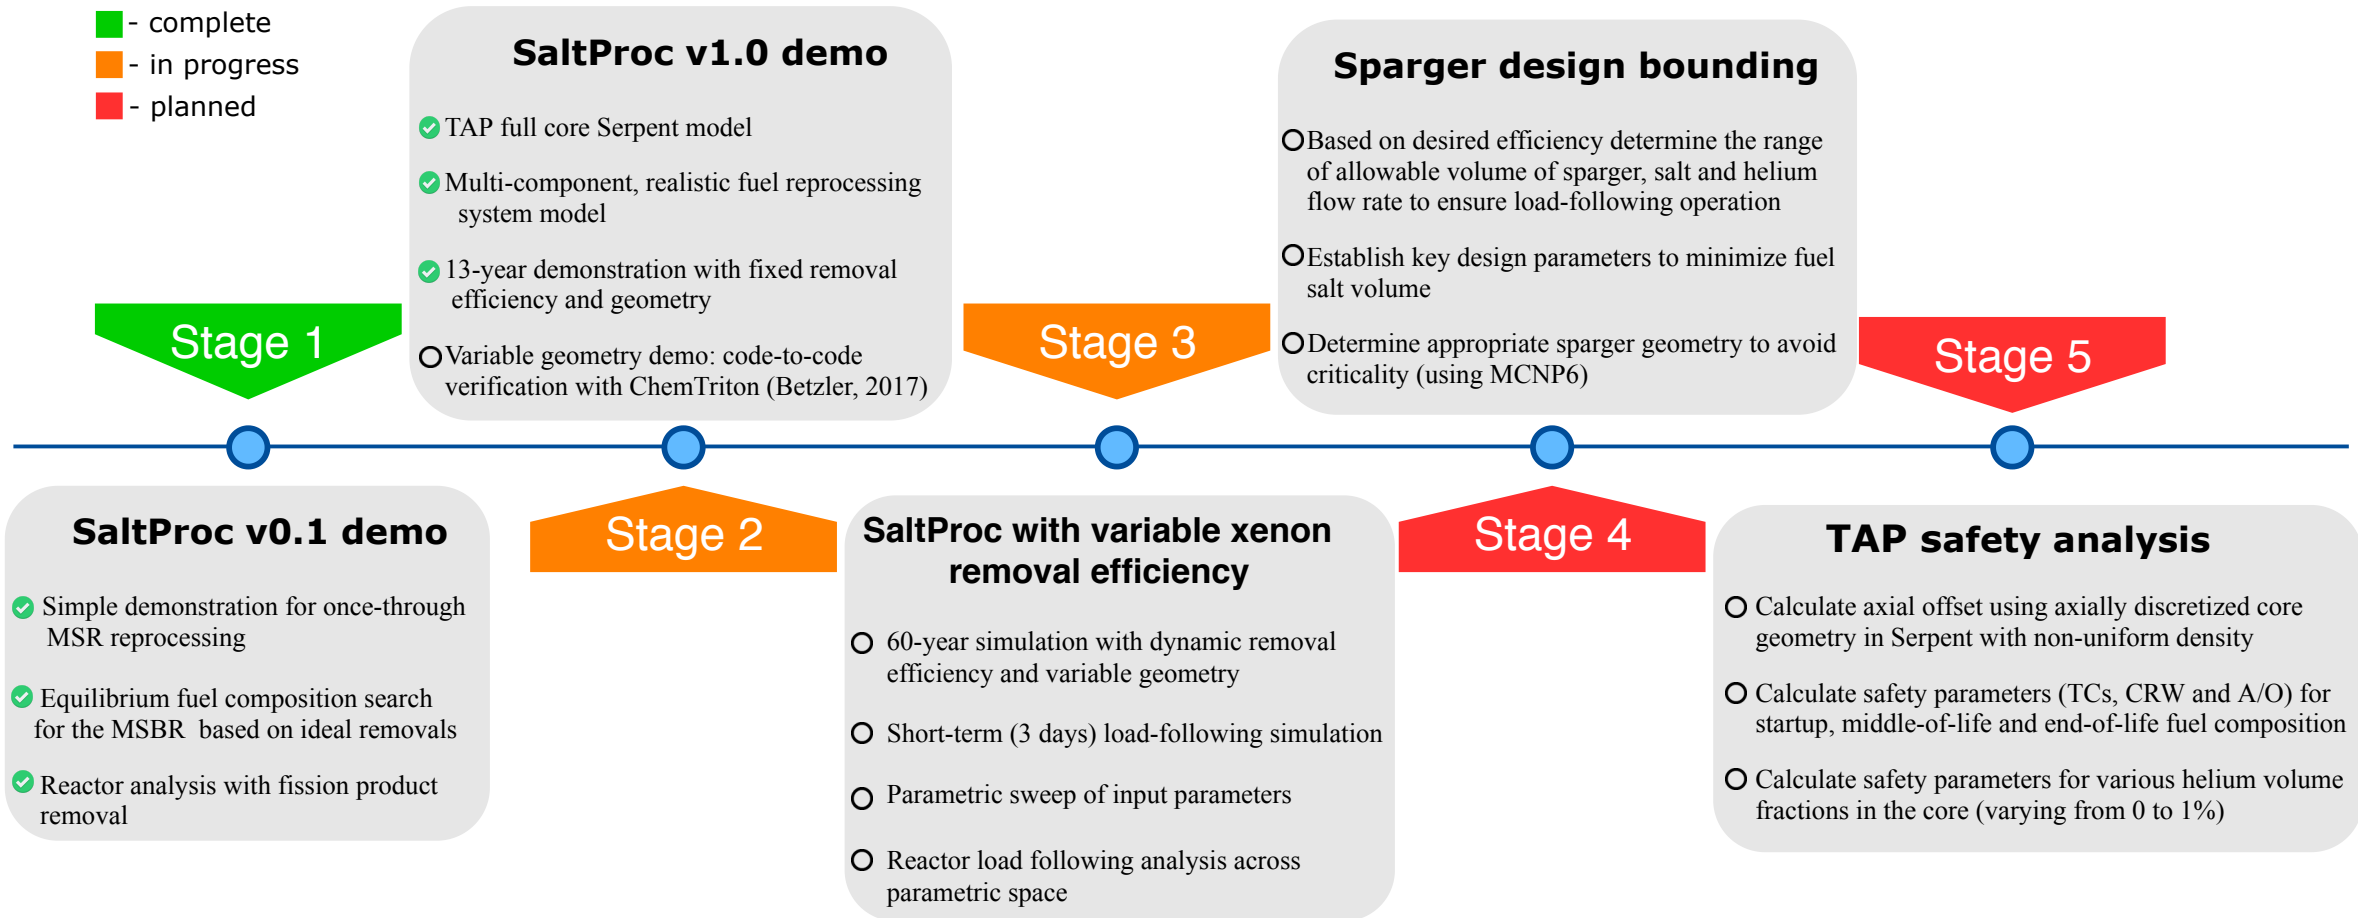 - complete
- in progress
- planned
SaltProc v1.0 demo
TAP full core Serpent model
Multi-component, realistic fuel reprocessing
system model
13-year demonstration with fixed removal
efficiency and geometry
Variable geometry demo: code-to-code
verification with ChemTriton (Betzler, 2017)
Sparger design bounding
Based on desired efficiency determine the range
of allowable volume of sparger, salt and helium
flow rate to ensure load-following operation
Establish key design parameters to minimize fuel
salt volume
Determine appropriate sparger geometry to avoid
criticality (using MCNP6)
Stage 1
Stage 3
Stage 5
Stage 2
Stage 4
SaltProc v0.1 demo
Simple demonstration for once-through
MSR reprocessing
Equilibrium fuel composition search
for the MSBR based on ideal removals
Reactor analysis with fission product
removal
SaltProc with variable xenon
removal efficiency
60-year simulation with dynamic removal
efficiency and variable geometry
Short-term (3 days) load-following simulation
Parametric sweep of input parameters
Reactor load following analysis across
parametric space
TAP safety analysis
Calculate axial offset using axially discretized core
geometry in Serpent with non-uniform density
Calculate safety parameters (TCs, CRW and A/O) for
startup, middle-of-life and end-of-life fuel composition
Calculate safety parameters for various helium volume
fractions in the core (varying from 0 to 1%)